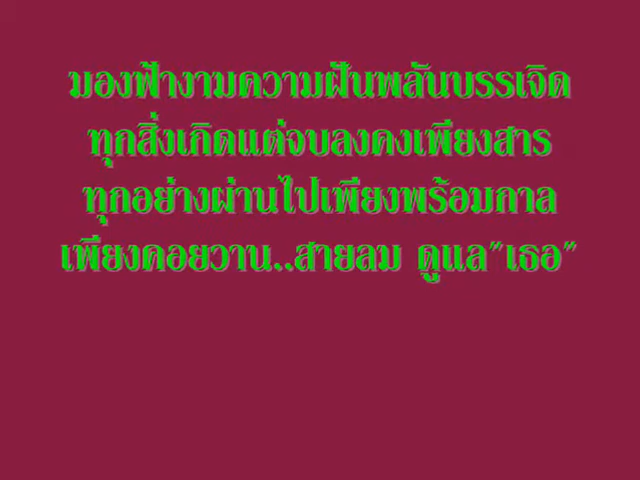 มองฟ้างามความฝันพลันบรรเจิด
ทุกสิ่งเกิดแต่จบลงคงเพียงสาร
ทุกอย่างผ่านไปเพียงพร้อมกาล
เพียงคอยวาน..สายลม ดูแล"เธอ"